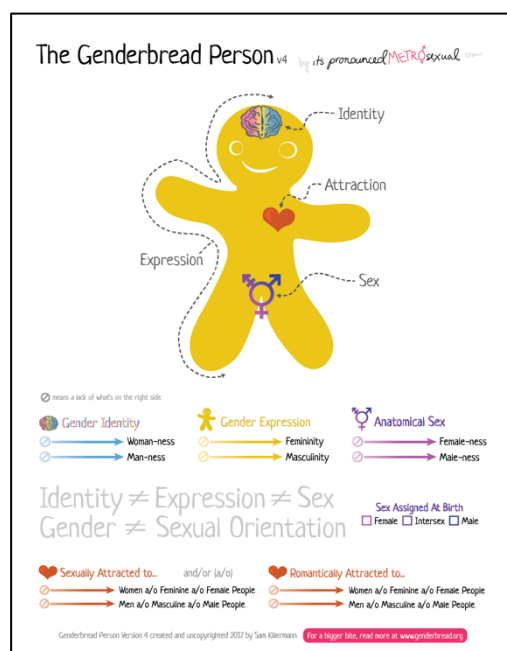 The Genderbread Person v4 by its pronounced METROsexual .com
Identity
Attraction
Expression
Sex
means a lack of what's on the right side
Gender Identity
Woman-ness
Man-ness
Gender Expression
Femininity
Masculinity
Anatomical Sex
Female-ness
Male-ness
Identity ≠ Expression ≠ Sex
Gender ≠ Sexual Orientation
Sex Assigned At Birth
Female Intersex Male
Sexually Attracted to... and/or (a/o)
Women a/o Feminine a/o Female People
Men a/o Masculine a/o Male People
Romantically Attracted to...
Women a/o Feminine a/o Female People
Men a/o Masculine a/o Male People
Genderbread Person Version 4 created and uncopyrighted 2017 by Sam Killermann
For a bigger bite, read more at www.genderbread.org